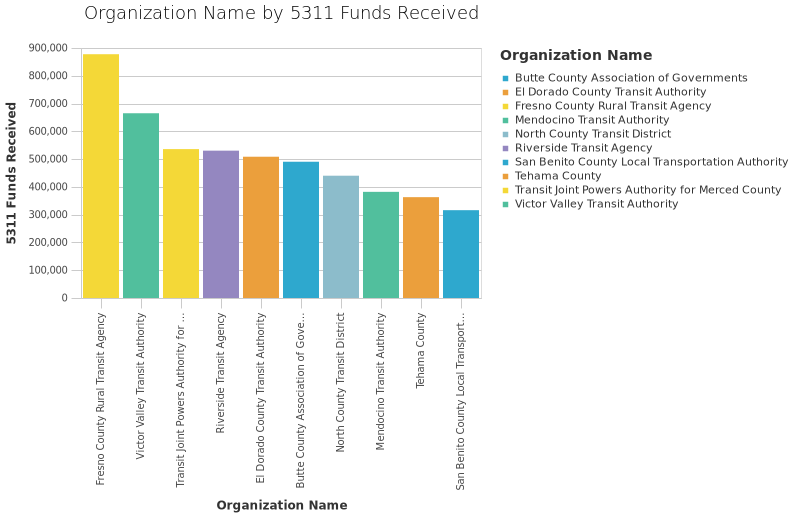 Organization Name by 5311 Funds Received
5311 Funds Received
900,000
800,000
700,000
600,000
500,000
400,000
300,000
200,000
100,000
0
Fresno County Rural Transit Agency
Victor Valley Transit Authority
Transit Joint Powers Authority for ...
Riverside Transit Agency
El Dorado County Transit Authority
Butte County Association of Gove...
North County Transit District
Mendocino Transit Authority
Tehama County
San Benito County Local Transport...
Organization Name
Organization Name
Butte County Association of Governments
El Dorado County Transit Authority
Fresno County Rural Transit Agency
Mendocino Transit Authority
North County Transit District
Riverside Transit Agency
San Benito County Local Transportation Authority
Tehama County
Transit Joint Powers Authority for Merced County
Victor Valley Transit Authority